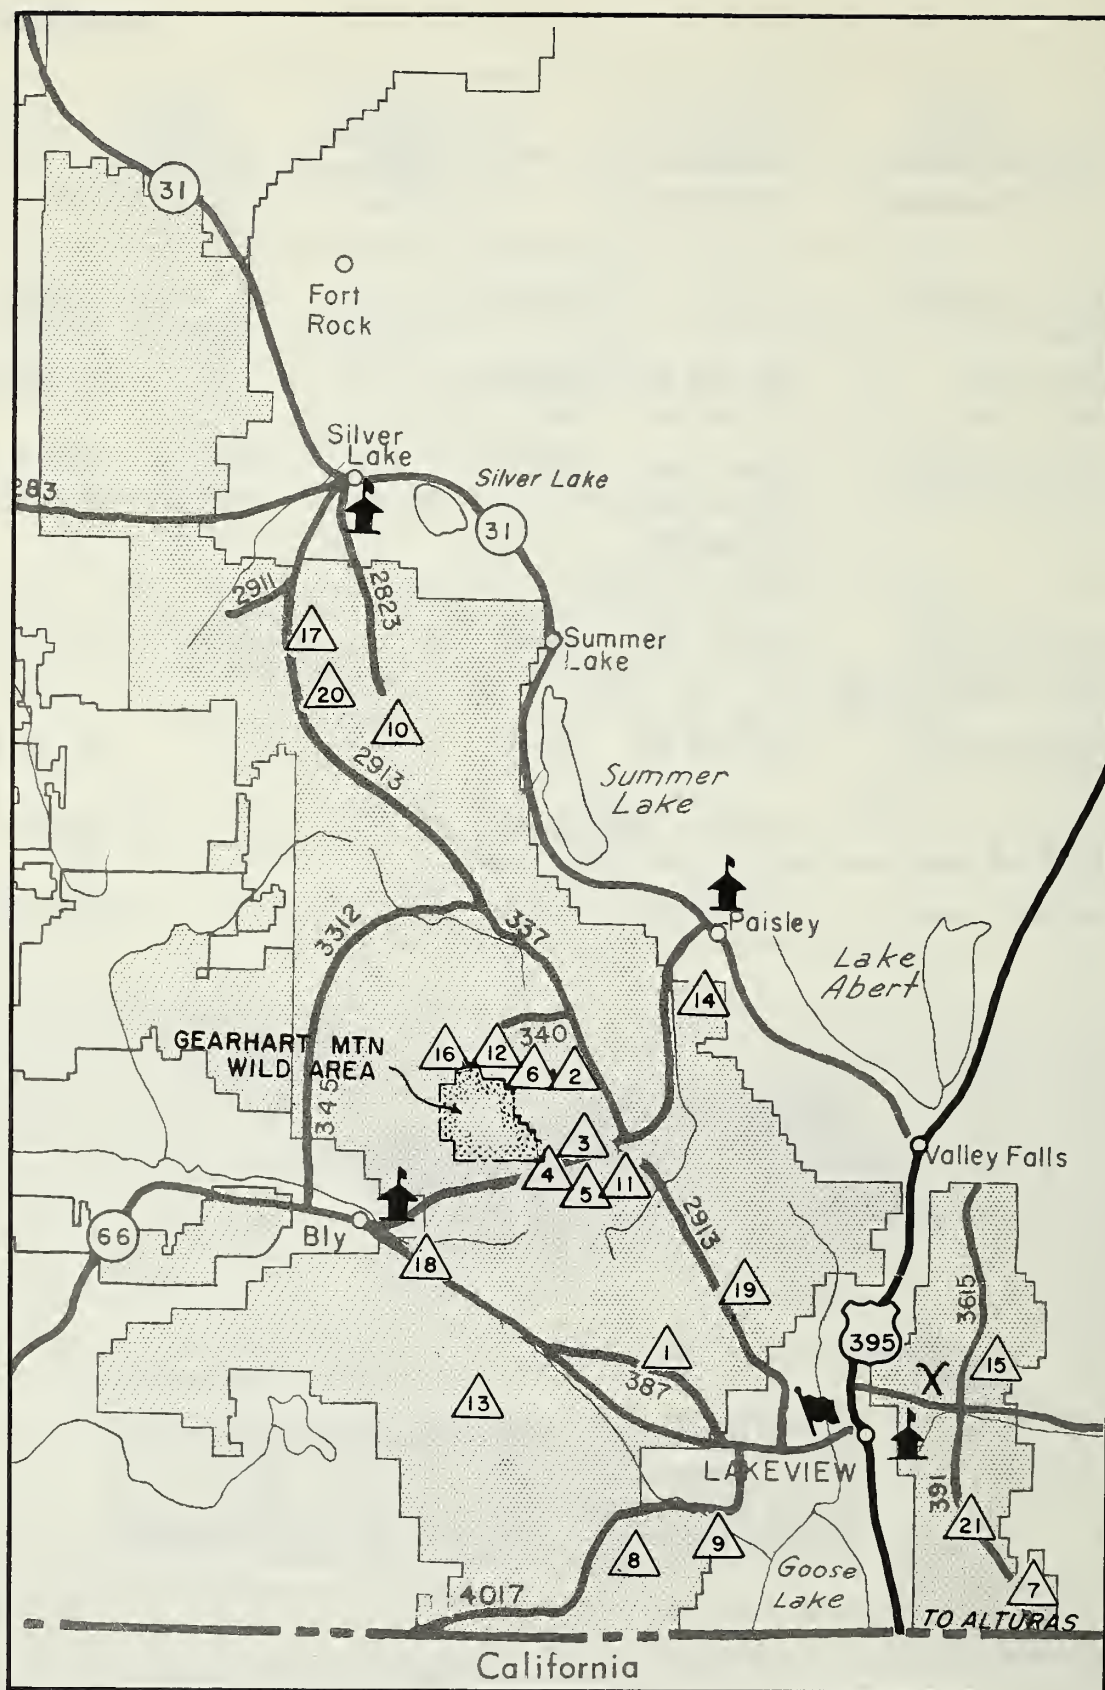 31
Fort
Rock
Silver
Lake
Silver Lake
283
31
2911
2823
17
Summer
Lake
20
10
2913
Summer
Lake
3312
337
Paisley
Lake
Abert
14
GEARHART MTN
WILD AREA
340
16
12
6
2
345
3
4
5
11
Valley Falls
66
Bly
18
2913
19
3615
395
1
387
15
X
13
LAKEVIEW
391
21
9
8
Goose
Lake
7
4017
TO ALTURAS
California